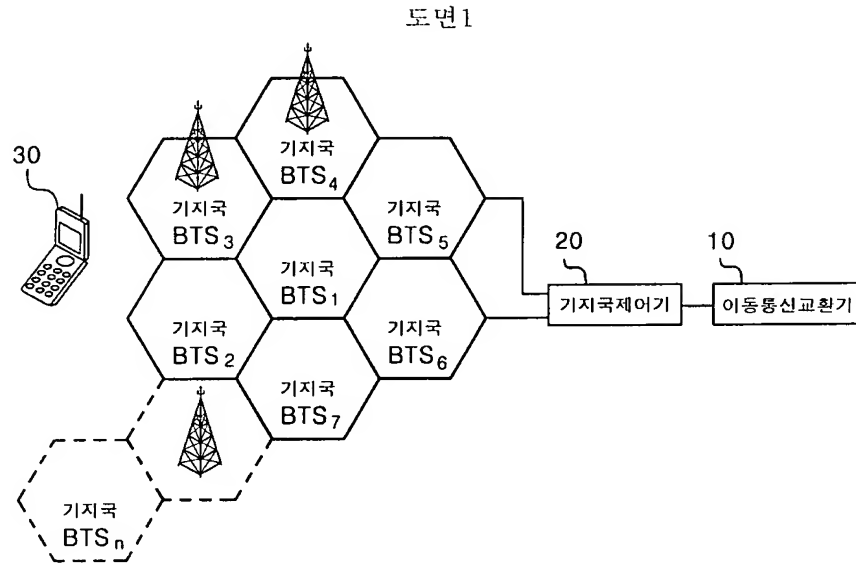 도면1
30
기지국
BTS4
기지국
BTS3
기지국
BTS5
기지국
BTS1
20
기지국제어기
10
이동통신교환기
기지국
BTS2
기지국
BTS6
기지국
BTS7
기지국
BTSn